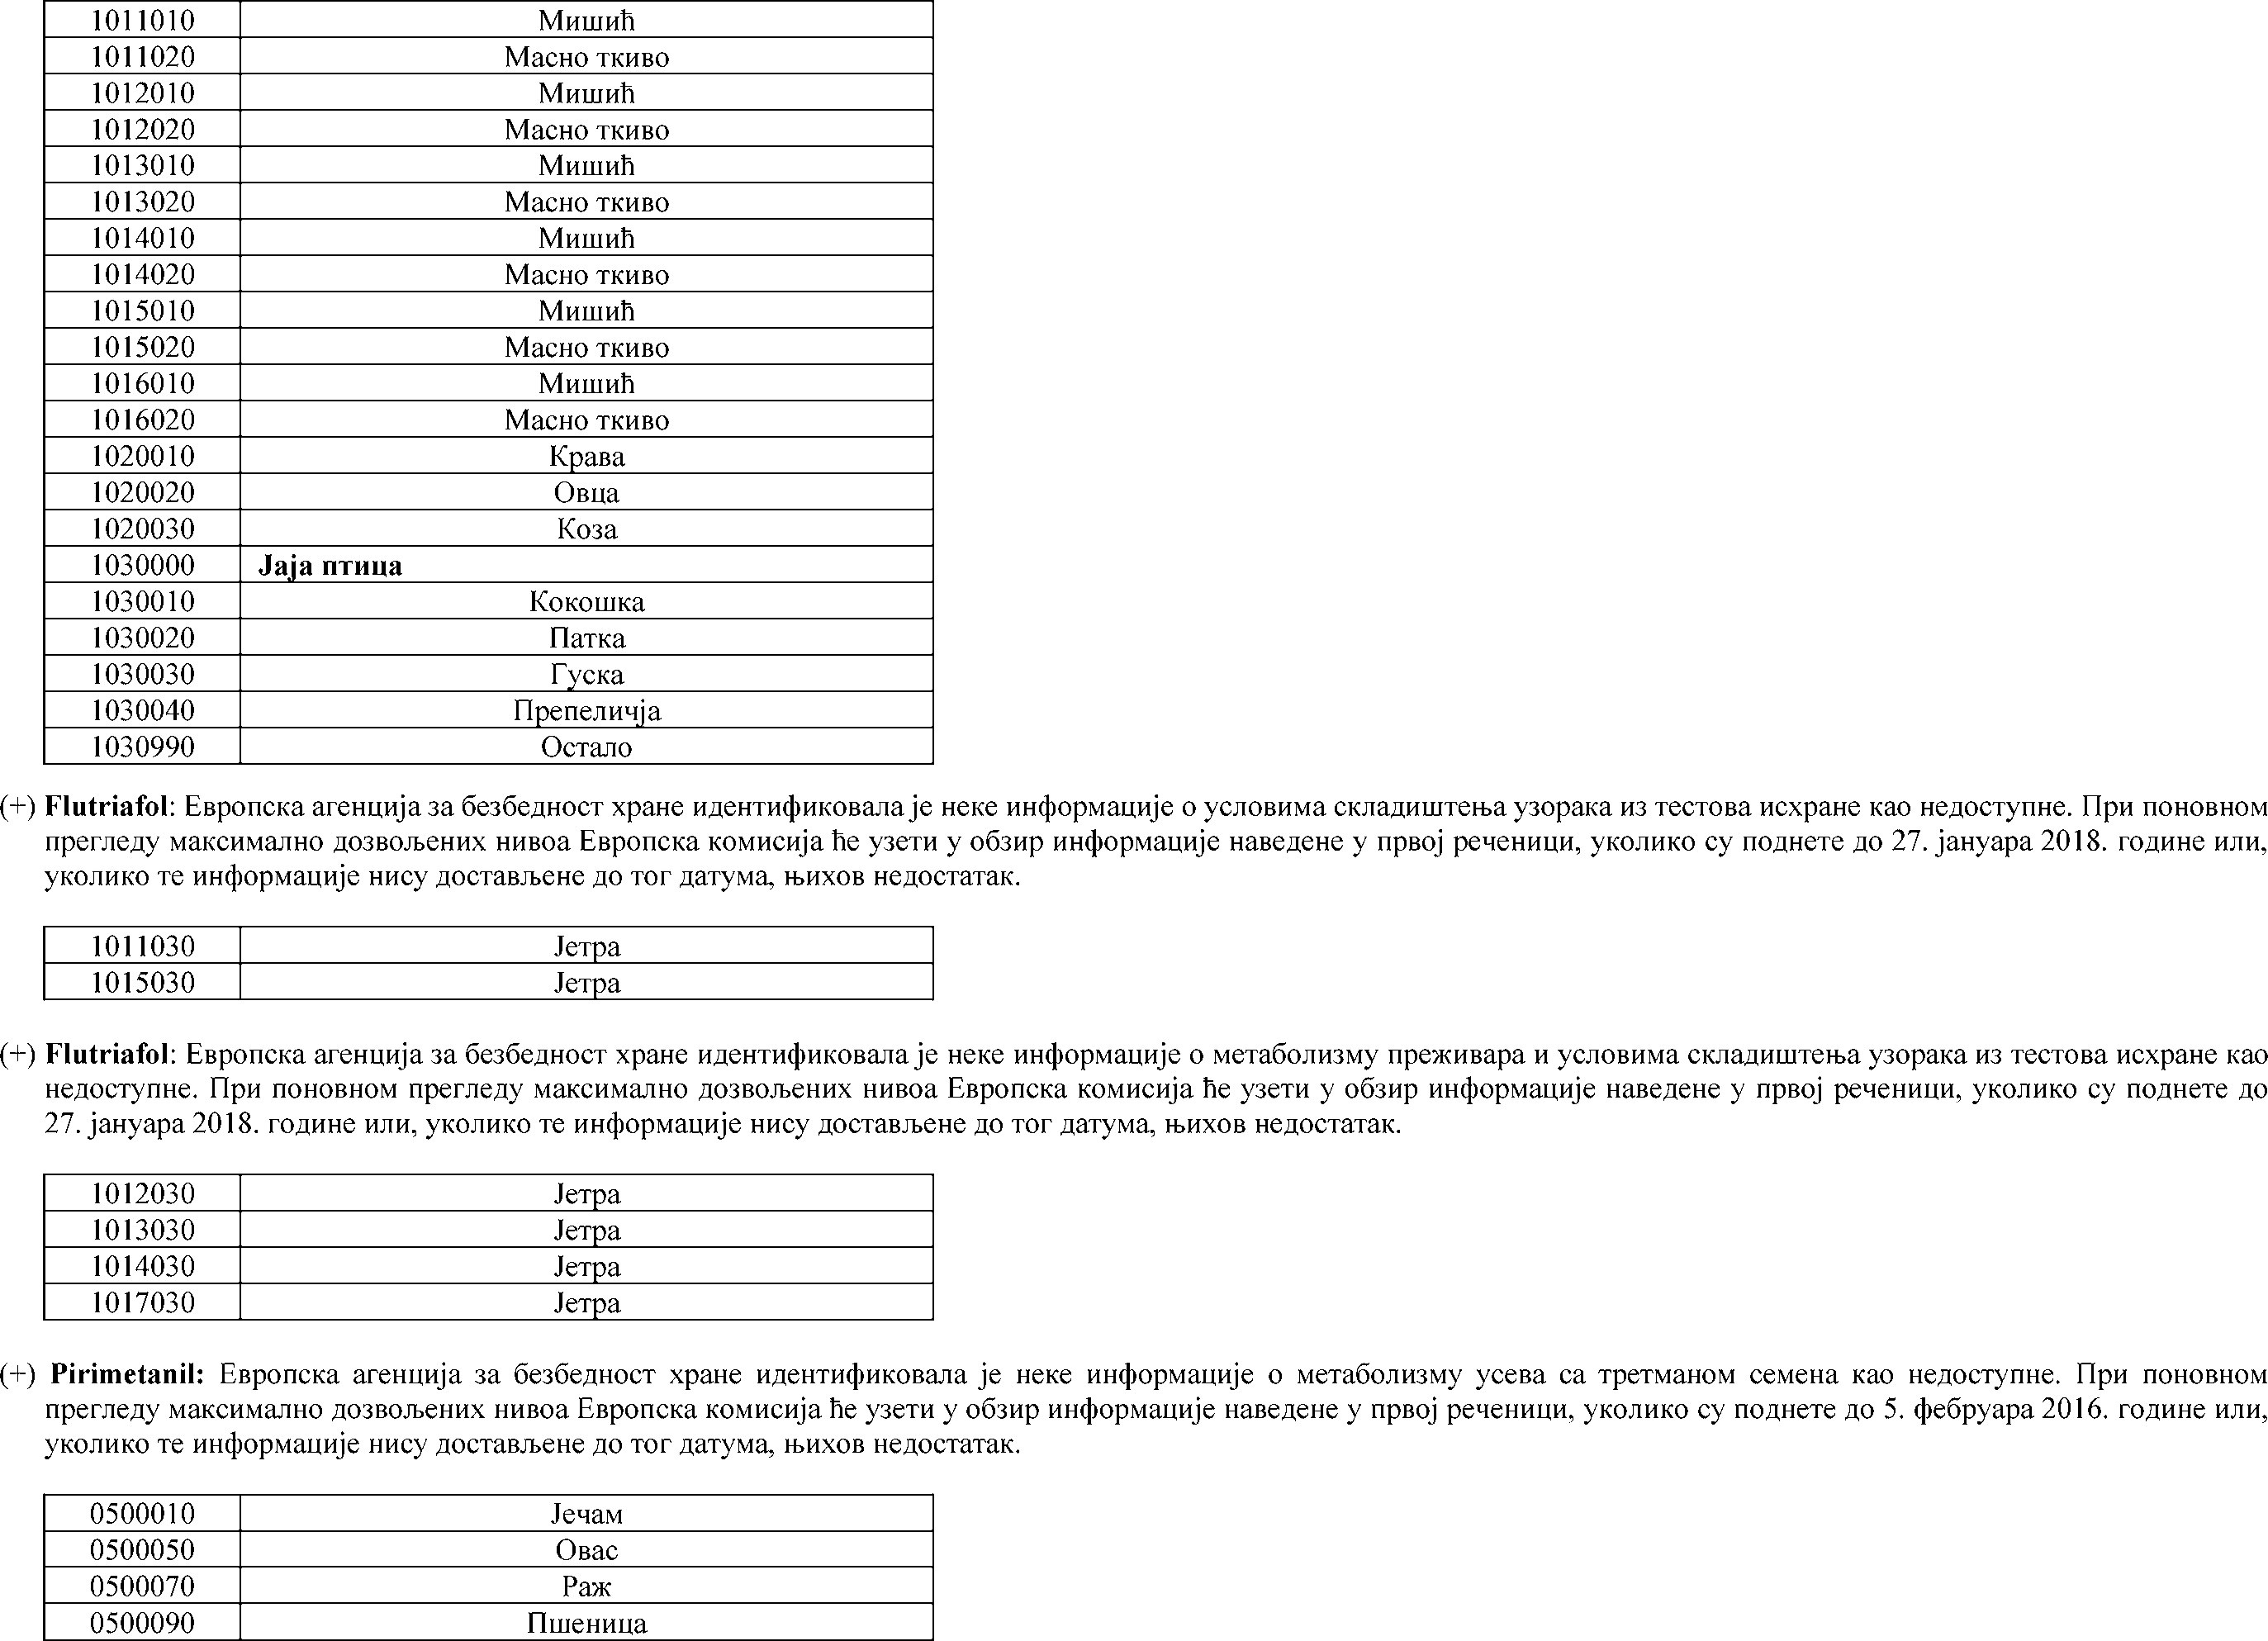 1011010 Мишић
1011020 Масно ткиво
1012010 Мишић
1012020 Масно ткиво
1013010 Мишић
1013020 Масно ткиво
1014010 Мишић
1014020 Масно ткиво
1015010 Мишић
1015020 Масно ткиво
1016010 Мишић
1016020 Масно ткиво
1020010 Крава
1020020 Овца
1020030 Коза
1030000 Јаја птица
1030010 Кокошка
1030020 Патка
1030030 Гуска
1030040 Препеличја
1030990 Остало
(+) Flutriafol: Европска агенција за безбедност хране идентификовала је неке информације о условима складиштења узорака из тестова исхране као недоступне. При поновном
прегледу максимално дозвољених нивоа Европска комисија ће узети у обзир информације наведене у првој реченици, уколико су поднете до 27. јануара 2018. године или,
уколико те информације нису достављене до тог датума, њихов недостатак.
1011030 Јетра
1015030 Јетра
(+) Flutriafol: Европска агенција за безбедност хране идентификовала је неке информације о метаболизму преживара и условима складиштења узорака из тестова исхране као
недоступне. При поновном прегледу максимално дозвољених нивоа Европска комисија ће узети у обзир информације наведене у првој реченици, уколико су поднете до
27. јануара 2018. године или, уколико те информације нису достављене до тог датума, њихов недостатак.
1012030 Јетра
1013030 Јетра
1014030 Јетра
1017030 Јетра
(+) Pirimetanil: Европска агенција за безбедност хране идентификовала је неке информације о метаболизму усева са третманом семена као недоступне. При поновном
прегледу максимално дозвољених нивоа Европска комисија ће узети у обзир информације наведене у првој реченици, уколико су поднете до 5. фебруара 2016. године или,
уколико те информације нису достављене до тог датума, њихов недостатак.
0500010 Јечам
0500050 Овас
0500070 Раж
0500090 Пшеница